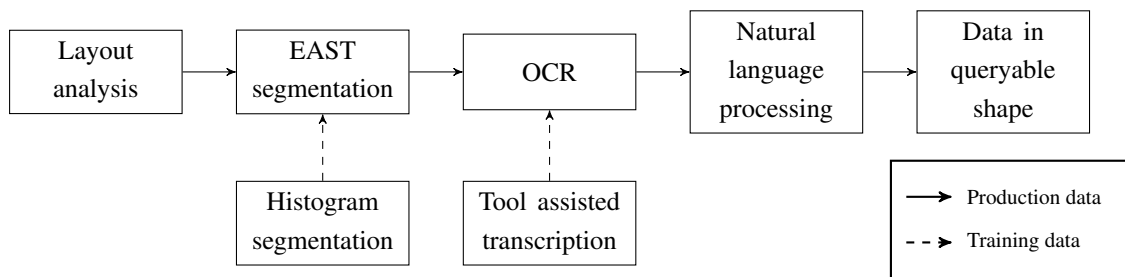 Layout
analysis
EAST
segmentation
OCR
Natural
language
processing
Data in
queryable
shape
Histogram
segmentation
Tool assisted
transcription
Production data
Training data